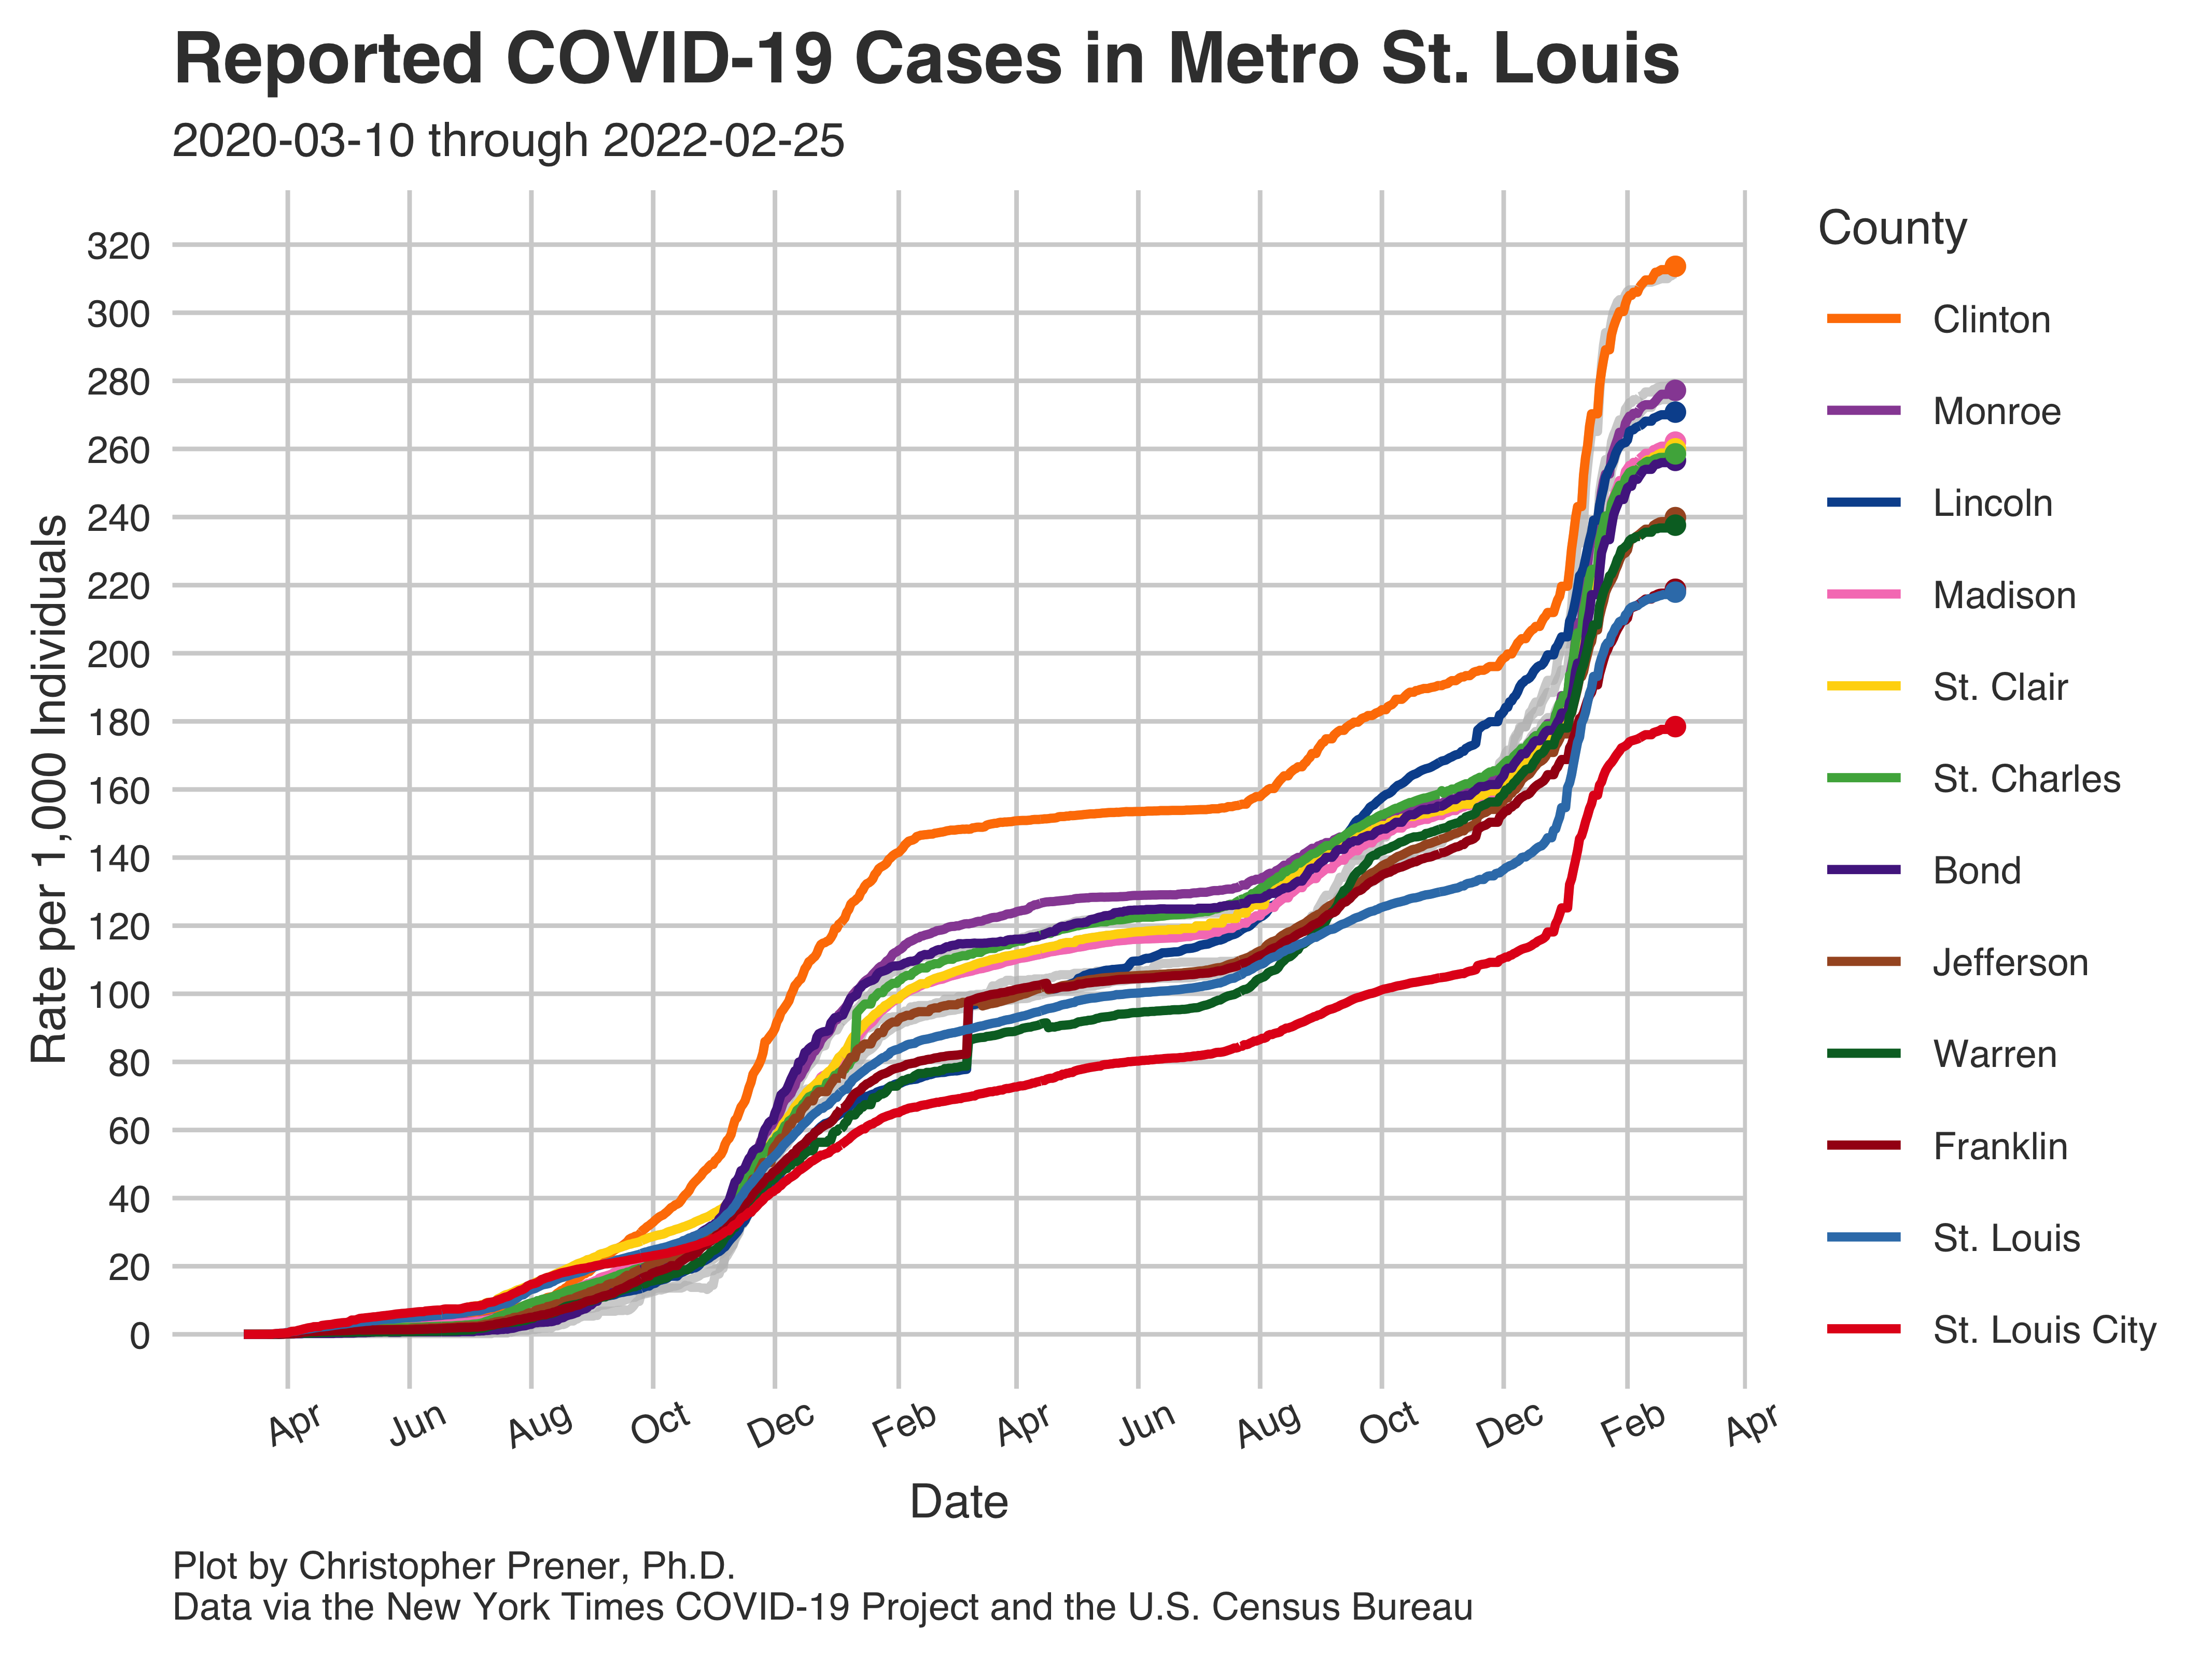 Reported COVID-19 Cases in Metro St. Louis
2020-03-10 through 2022-02-25
Rate per 1,000 Individuals
320
300
280
260
240
220
200
180
160
140
120
100
80
60
40
20
0
Apr Jun Aug Oct Dec Feb Apr Jun Aug Oct Dec Feb Apr
Date
County
Clinton
Monroe
Lincoln
Madison
St. Clair
St. Charles
Bond
Jefferson
Warren
Franklin
St. Louis
St. Louis City
Plot by Christopher Prener, Ph.D.
Data via the New York Times COVID-19 Project and the U.S. Census Bureau